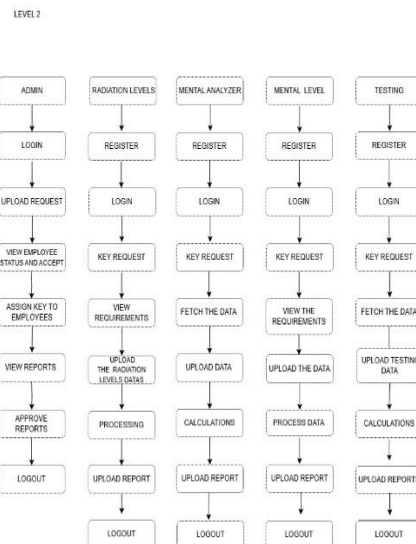 LEVEL 2
ADMIN
LOGIN
UPLOAD REQUEST
VIEW EMPLOYEE
STATUS AND ACCEPT
ASSIGN KEY TO
EMPLOYEES
VIEW REPORTS
APPROVE
REPORTS
LOGOUT
RADIATION LEVELS
REGISTER
LOGIN
KEY REQUEST
VIEW
REQUIREMENTS
UPLOAD
THE RADIATION
LEVELS DATAS
PROCESSING
UPLOAD REPORT
LOGOUT
MENTAL ANALYZER
REGISTER
LOGIN
KEY REQUEST
FETCH THE DATA
UPLOAD DATA
CALCULATIONS
UPLOAD REPORT
LOGOUT
MENTAL LEVEL
REGISTER
LOGIN
KEY REQUEST
VIEW THE
REQUIREMENTS
UPLOAD THE DATA
PROCESS DATA
UPLOAD REPORT
LOGOUT
TESTING
REGISTER
LOGIN
KEY REQUEST
FETCH THE DATA
UPLOAD TESTING
DATA
CALCULATIONS
UPLOAD REPORTS
LOGOUT